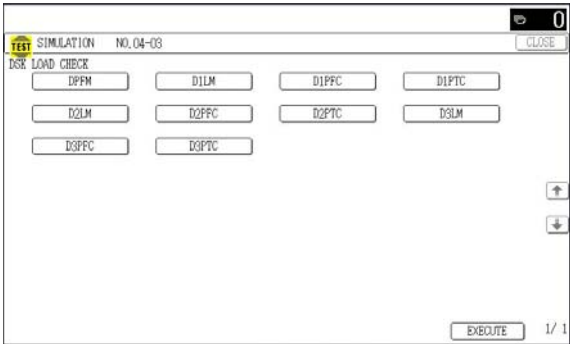 0
TEST SIMULATION NO.04-03 CLOSE
DSK LOAD CHECK
DPFM D1LM D1PFC D1PTC
D2LM D2PFC D2PTC D3LM
D3PFC D3PTC
EXECUTE 1/ 1